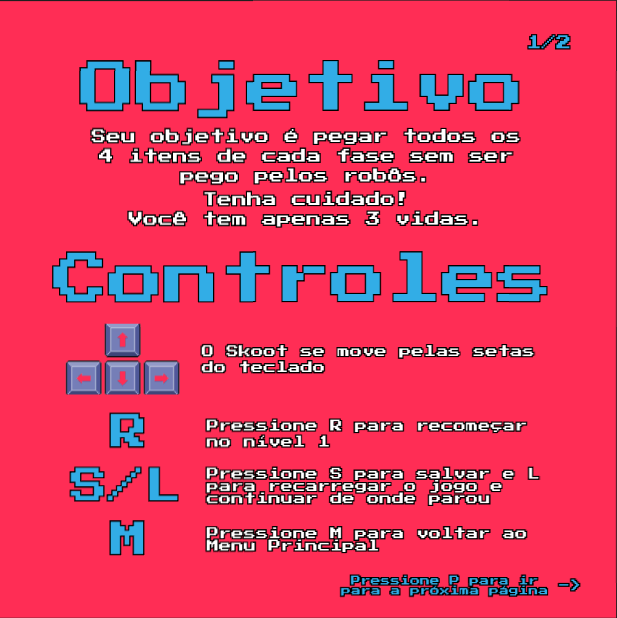 1/2
Objetivo
Seu objetivo é pegar todos os
4 itens de cada fase sem ser
pego pelos robôs.
Tenha cuidado!
Você tem apenas 3 vidas.
Controles
O Skoot se move pelas setas
do teclado
R
Pressione R para recomeçar
no nível 1
S/L
Pressione S para salvar e L
para recarregar o jogo e
continuar de onde parou
M
Pressione M para voltar ao
Menu Principal
Pressione P para ir
para a próxima página ->